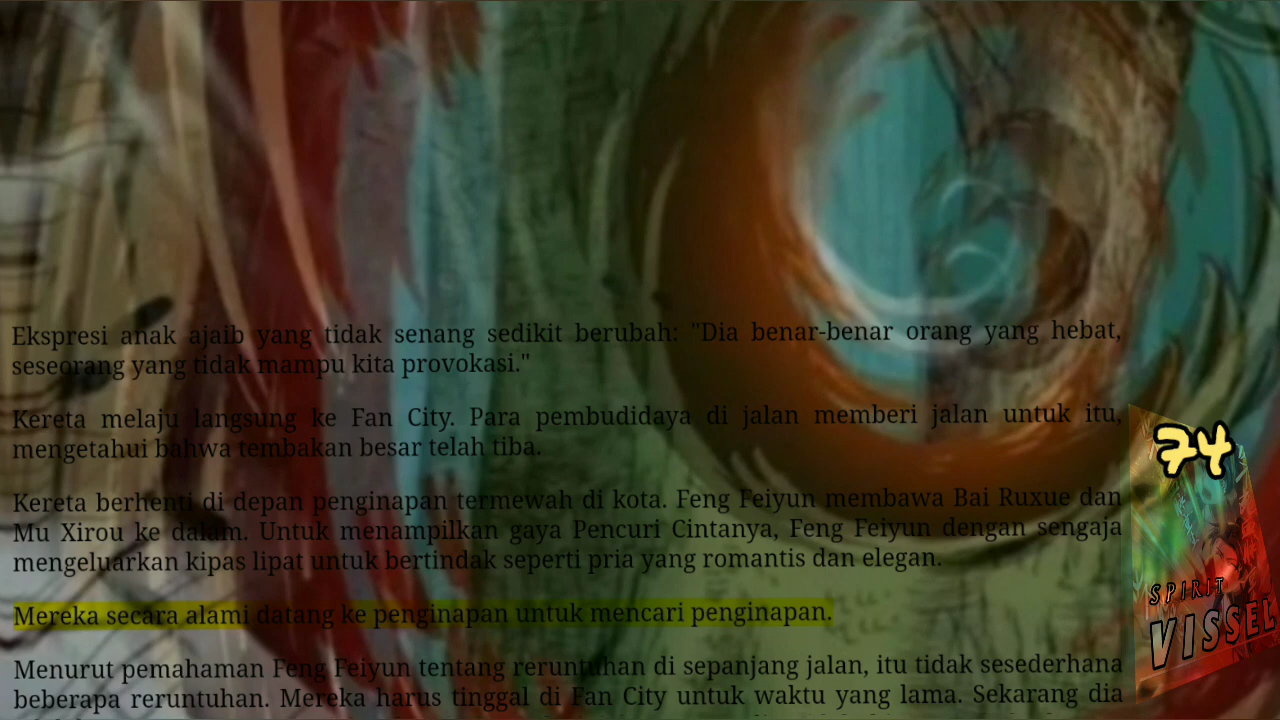 Ekspresi anak ajaib yang tidak senang sedikit berubah: "Dia benar-benar orang yang hebat,
seseorang yang tidak mampu kita provokasi."
Kereta melaju langsung ke Fan City. Para pembudidaya di jalan memberi jalan untuk itu,
mengetahui bahwa tembakan besar telah tiba.
Kereta berhenti di depan penginapan termewah di kota. Feng Feiyun membawa Bai Ruxue dan
Mu Xirou ke dalam. Untuk menampilkan gaya Pencuri Cintanya, Feng Feiyun dengan sengaja
mengeluarkan kipas lipat untuk bertindak seperti pria yang romantis dan elegan.
Mereka secara alami datang ke penginapan untuk mencari penginapan.
Menurut pemahaman Feng Feiyun tentang reruntuhan di sepanjang jalan, itu tidak sesederhana
beberapa reruntuhan. Mereka harus tinggal di Fan City untuk waktu yang lama. Sekarang dia
74
SPIRIT
VISSEL